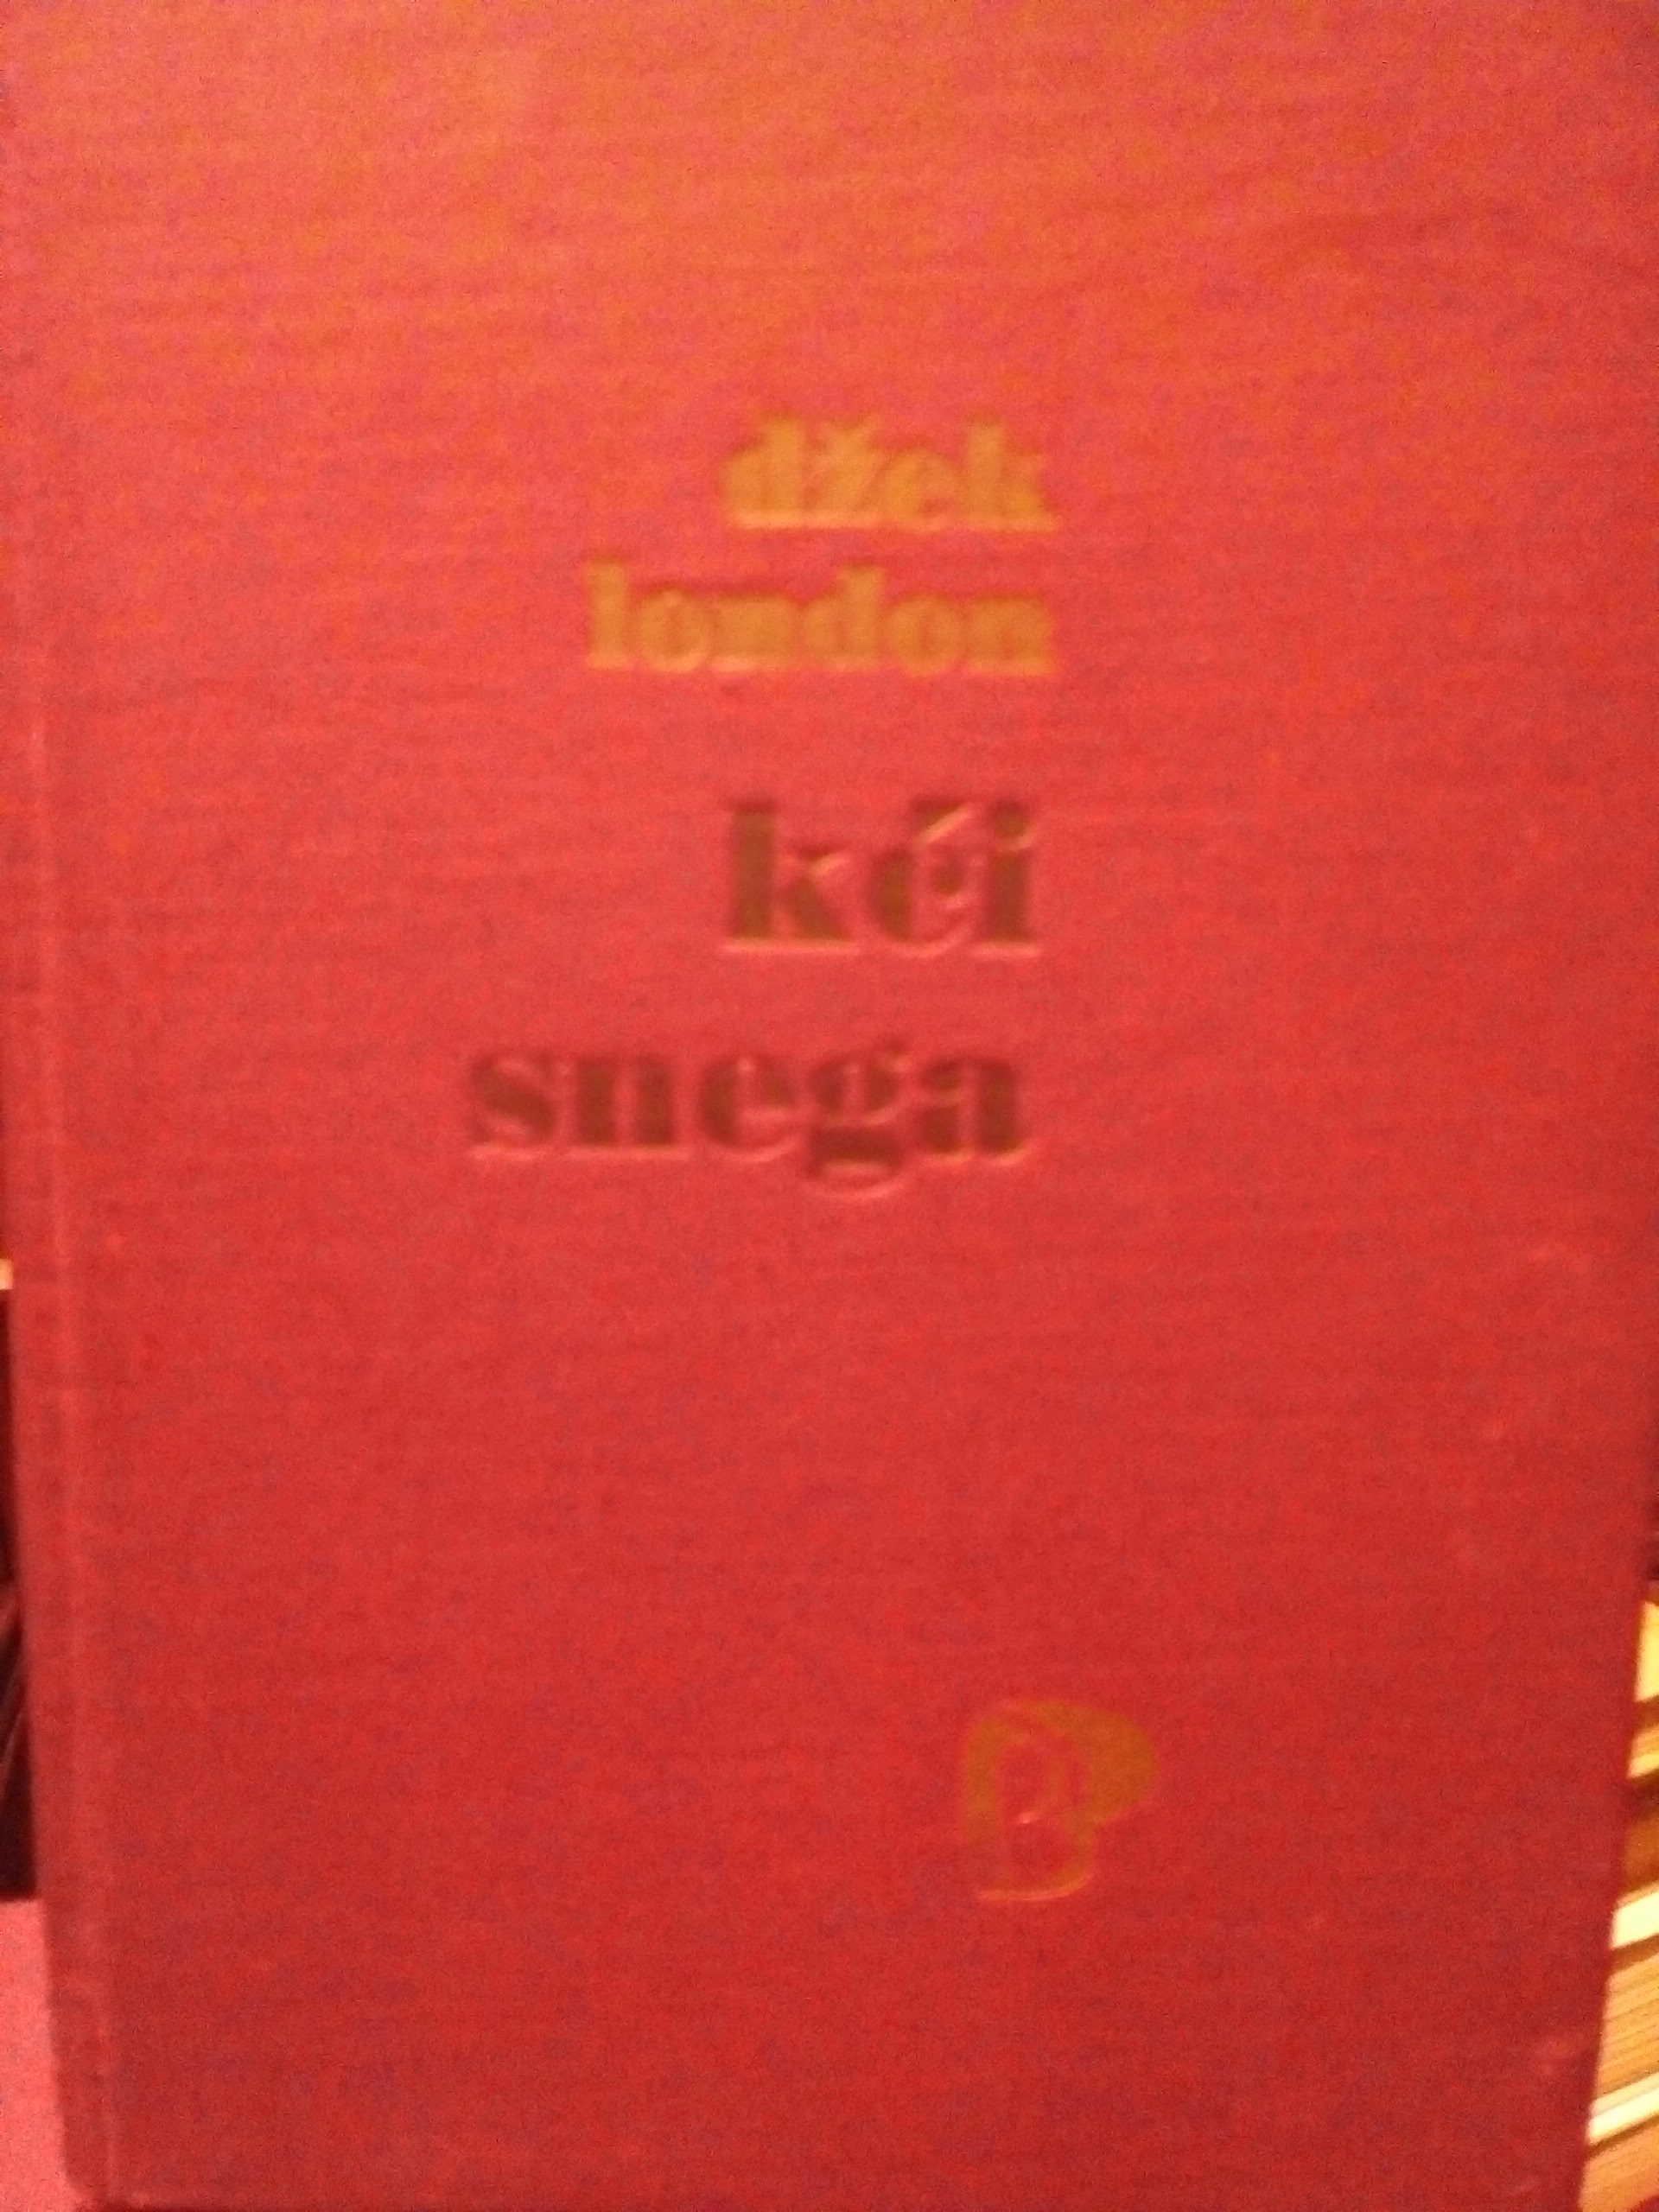 džek
london
kći
snega